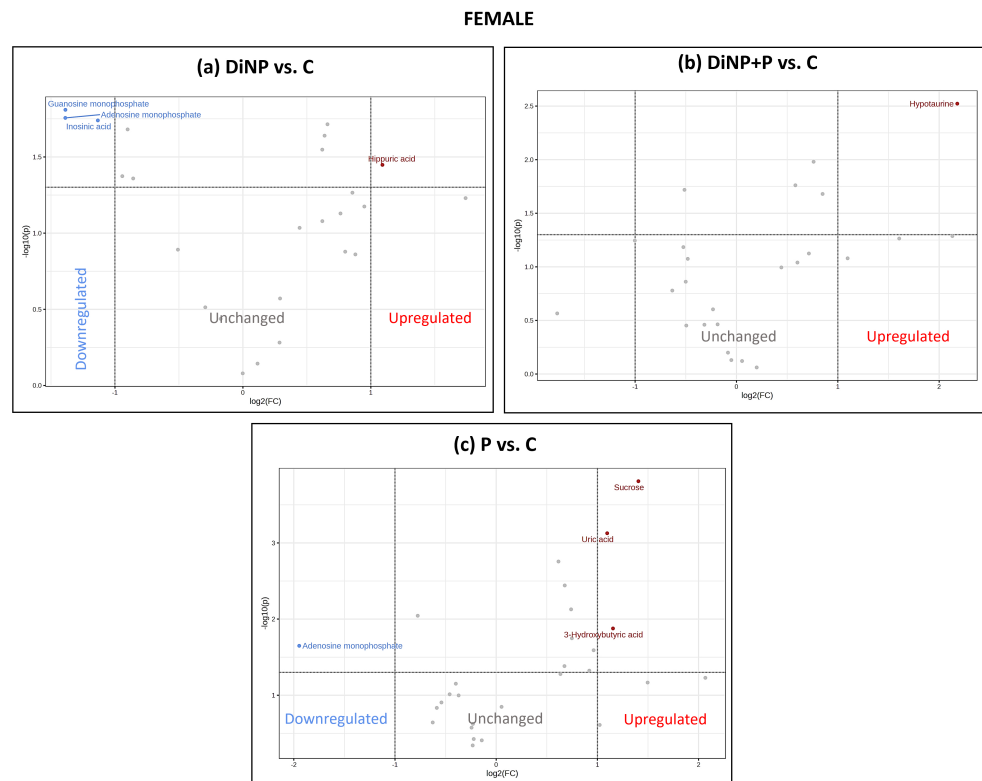 FEMALE
(a) DiNP vs. C
Guanosine monophosphate
Adenosine monophosphate
Inosinic acid
Hippuric acid
1.5
1.0
0.5
0.0
-log10(p)
Downregulated
Unchanged
Upregulated
-1
0
1
log2(FC)
(b) DiNP+P vs. C
Hypotaurine
2.5
2.0
1.5
1.0
0.5
0.0
-log10(p)
Unchanged
Upregulated
-1
0
1
2
log2(FC)
(c) P vs. C
Sucrose
Uric acid
3-Hydroxybutyric acid
Adenosine monophosphate
3
2
1
-log10(p)
Downregulated
Unchanged
Upregulated
-2
-1
0
1
2
log2(FC)